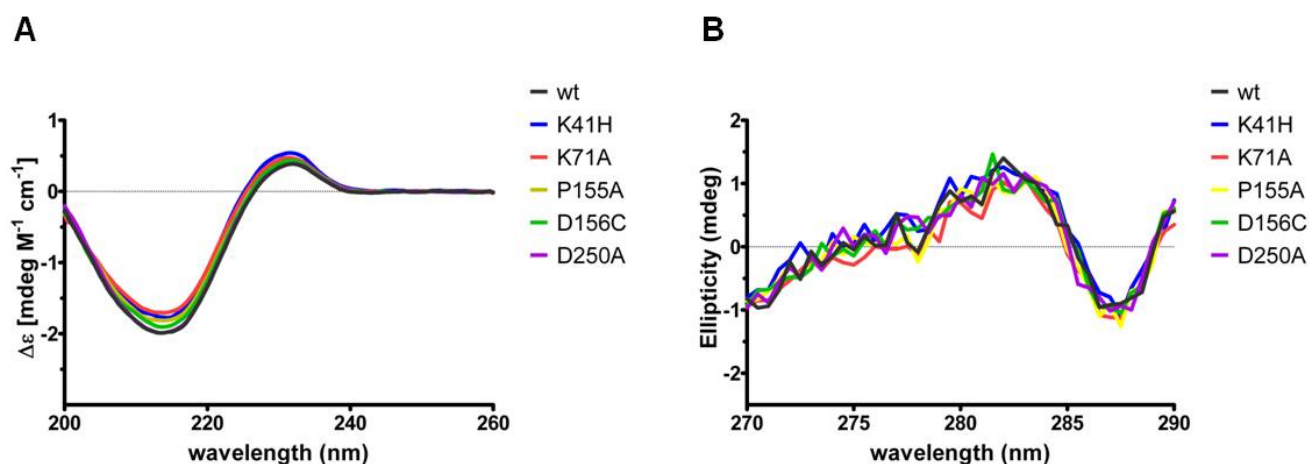 A
B
wt
K41H
K71A
P155A
D156C
D250A
Δε [mdeg M⁻¹ cm⁻¹]
1
0
-1
-2
200
220
240
260
wavelength (nm)
wt
K41H
K71A
P155A
D156C
D250A
Ellipticity (mdeg)
2
1
0
-1
-2
270
275
280
285
290
wavelength (nm)